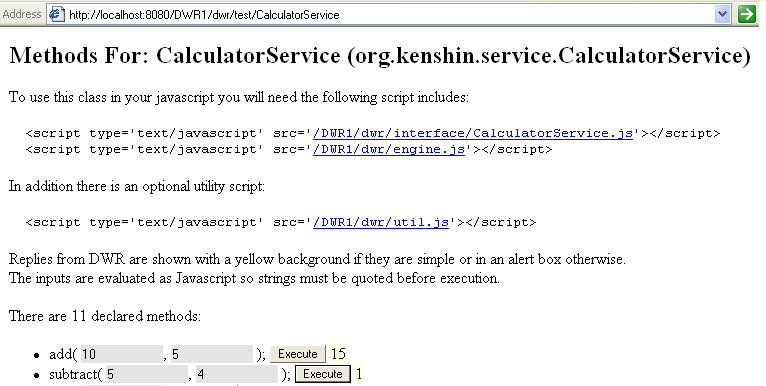 Address http://localhost:8080/DWR1/dwr/test/CalculatorService
Methods For: CalculatorService (org.kenshin.service.CalculatorService)
To use this class in your javascript you will need the following script includes:
<script type='text/javascript' src='/DWR1/dwr/interface/CalculatorService.js'></script>
<script type='text/javascript' src='/DWR1/dwr/engine.js'></script>
In addition there is an optional utility script:
<script type='text/javascript' src='/DWR1/dwr/util.js'></script>
Replies from DWR are shown with a yellow background if they are simple or in an alert box otherwise.
The inputs are evaluated as Javascript so strings must be quoted before execution.
There are 11 declared methods:
• add( 10 , 5 ); Execute 15
• subtract( 5 , 4 ); Execute 1